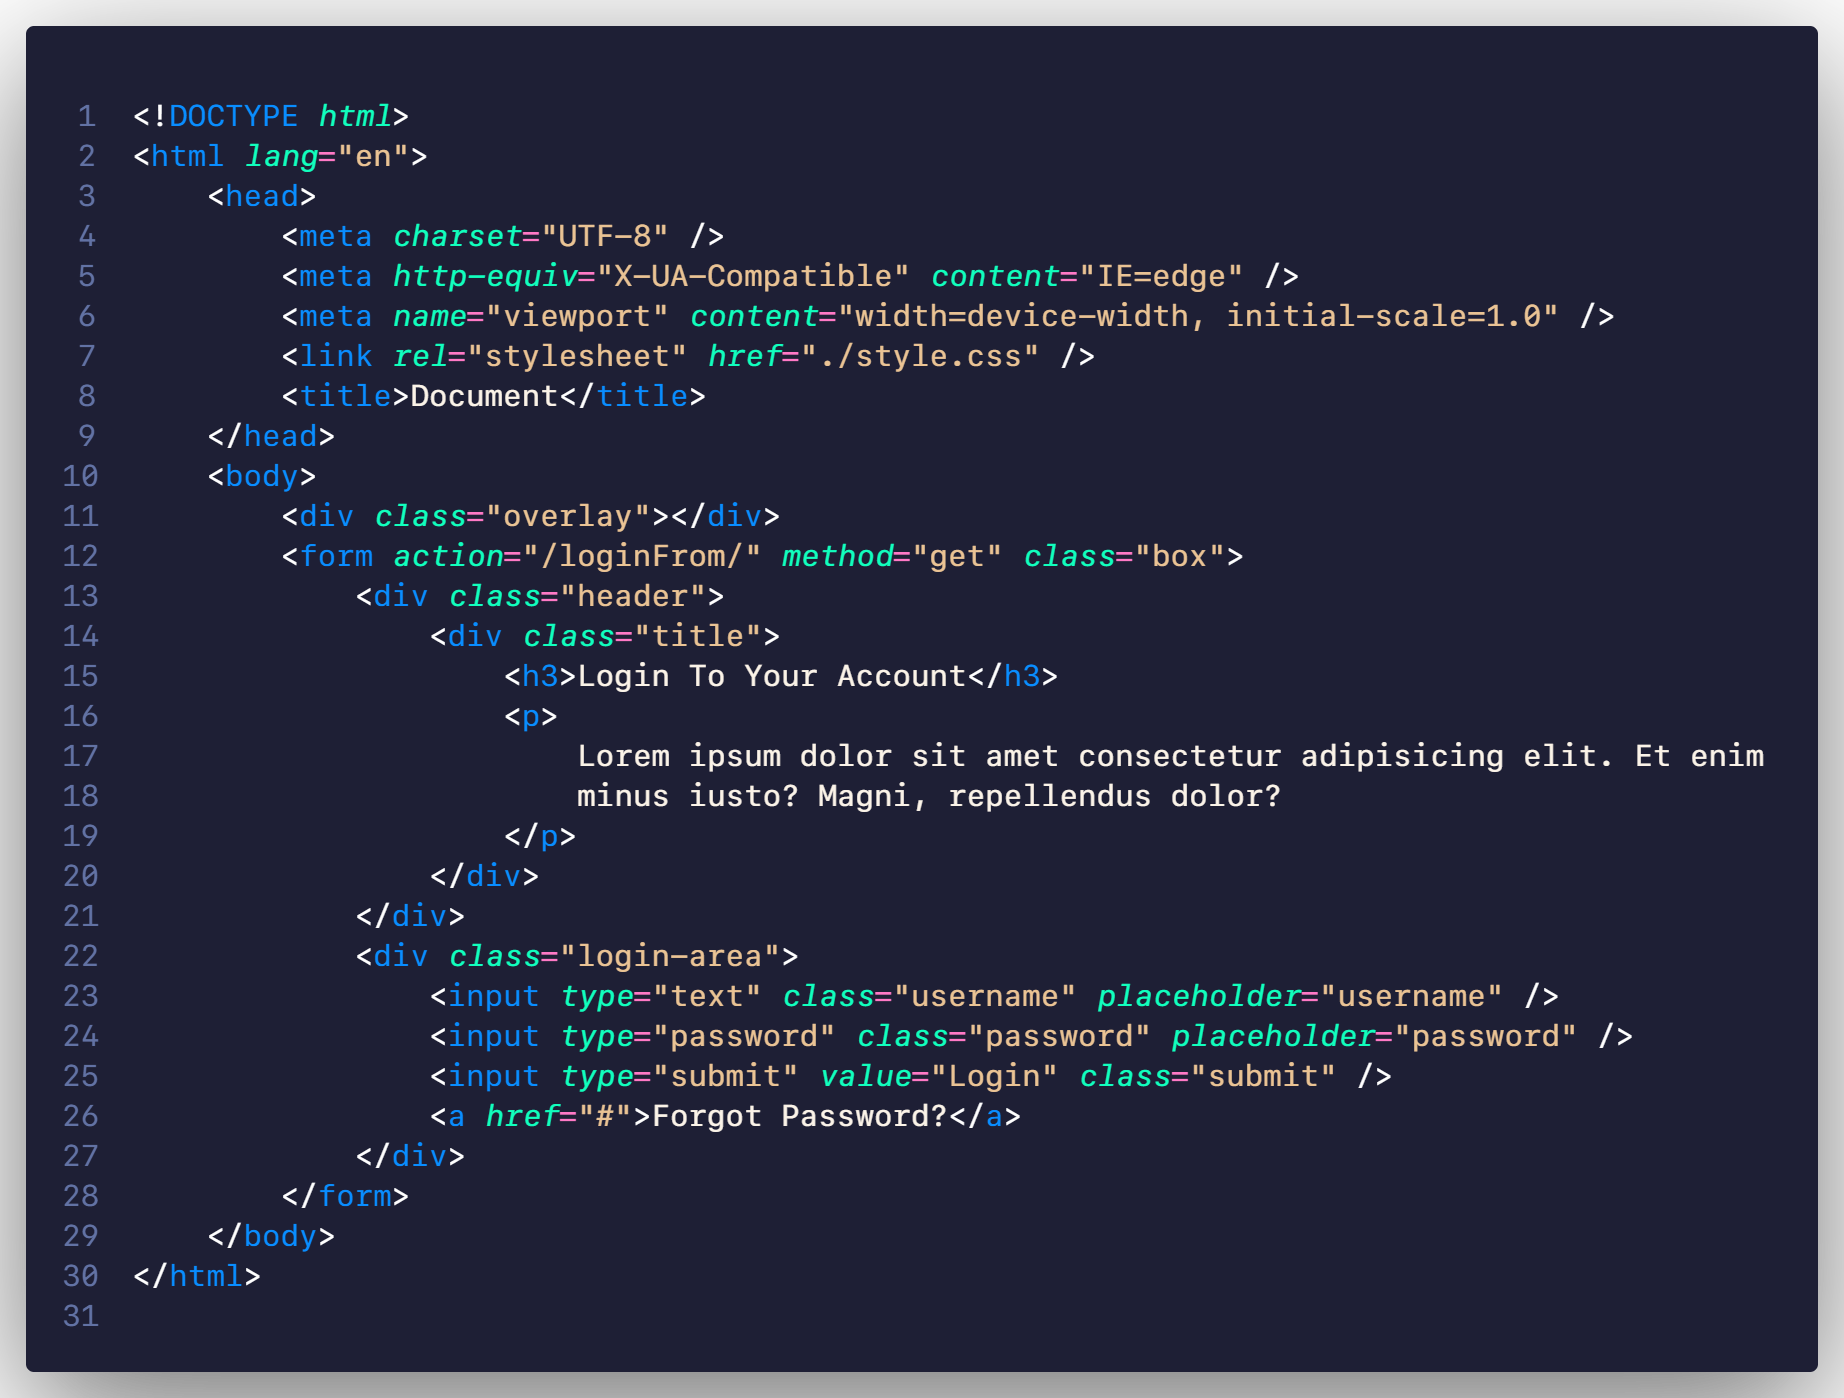 1 <!DOCTYPE html>
2 <html lang="en">
3     <head>
4         <meta charset="UTF-8" />
5         <meta http-equiv="X-UA-Compatible" content="IE=edge" />
6         <meta name="viewport" content="width=device-width, initial-scale=1.0" />
7         <link rel="stylesheet" href="./style.css" />
8         <title>Document</title>
9     </head>
10     <body>
11         <div class="overlay"></div>
12         <form action="/loginFrom/" method="get" class="box">
13             <div class="header">
14                 <div class="title">
15                     <h3>Login To Your Account</h3>
16                     <p>
17                         Lorem ipsum dolor sit amet consectetur adipisicing elit. Et enim
18                         minus iusto? Magni, repellendus dolor?
19                     </p>
20                 </div>
21             </div>
22             <div class="login-area">
23                 <input type="text" class="username" placeholder="username" />
24                 <input type="password" class="password" placeholder="password" />
25                 <input type="submit" value="Login" class="submit" />
26                 <a href="#">Forgot Password?</a>
27             </div>
28         </form>
29     </body>
30 </html>
31